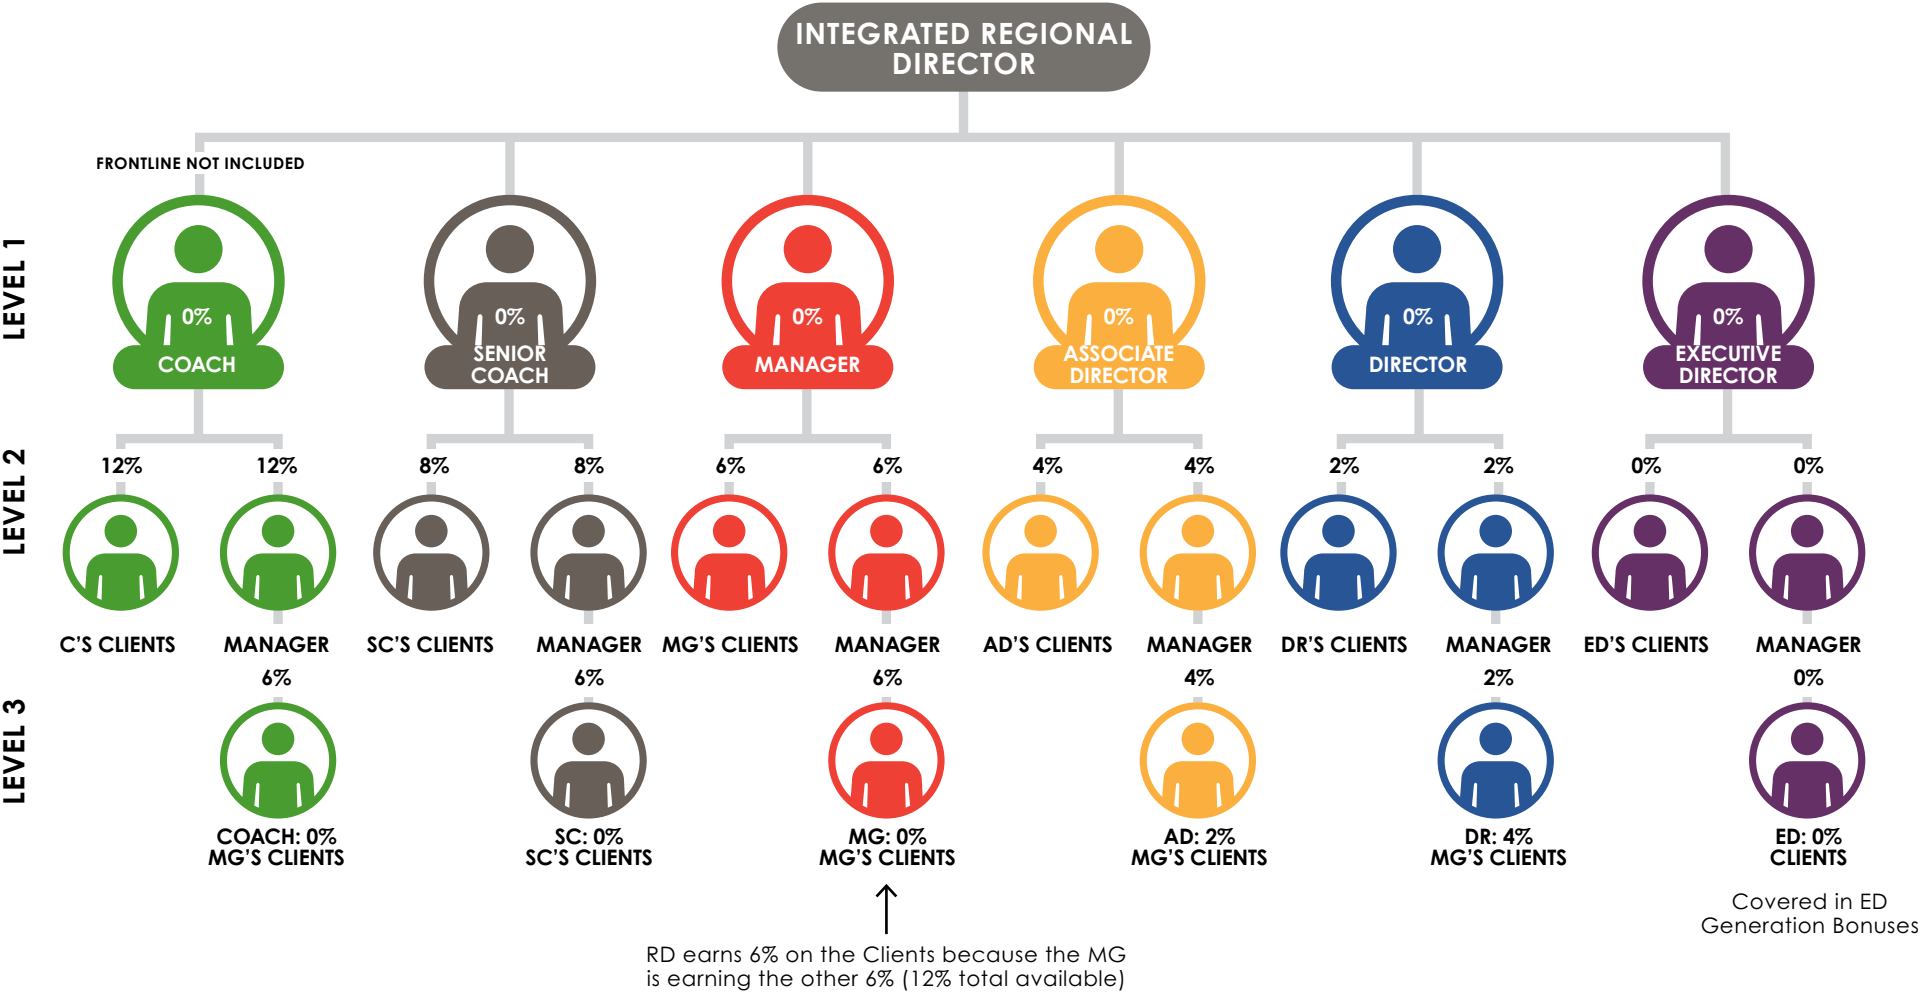 INTEGRATED REGIONAL
DIRECTOR
FRONTLINE NOT INCLUDED
LEVEL 1
0%
COACH
0%
SENIOR
COACH
0%
MANAGER
0%
ASSOCIATE
DIRECTOR
0%
DIRECTOR
0%
EXECUTIVE
DIRECTOR
LEVEL 2
12% 12% 8% 8% 6% 6% 4% 4% 2% 2% 0% 0%
C'S CLIENTS MANAGER SC'S CLIENTS MANAGER MG'S CLIENTS MANAGER AD'S CLIENTS MANAGER DR'S CLIENTS MANAGER ED'S CLIENTS MANAGER
LEVEL 3
6% 6% 6% 4% 2% 0%
COACH: 0%
MG'S CLIENTS
SC: 0%
SC'S CLIENTS
MG: 0%
MG'S CLIENTS
AD: 2%
MG'S CLIENTS
DR: 4%
MG'S CLIENTS
ED: 0%
CLIENTS
Covered in ED
Generation Bonuses
RD earns 6% on the Clients because the MG
is earning the other 6% (12% total available)